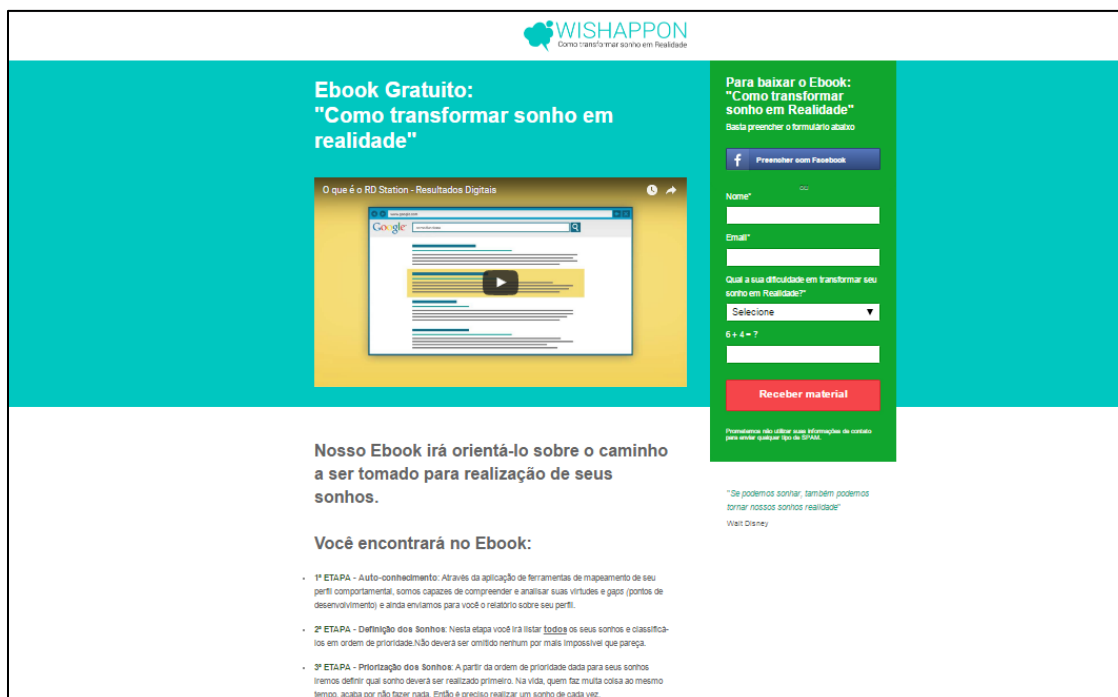 WISHAPPON
Como transformar sonho em Realidade
Ebook Gratuito:
"Como transformar sonho em
realidade"
O que é o RD Station - Resultados Digitais
Google
Nosso Ebook irá orientá-lo sobre o caminho
a ser tomado para realização de seus
sonhos.
Você encontrará no Ebook:
1ª ETAPA - Auto-conhecimento: Através da aplicação de ferramentas de mapeamento de seu
perfil comportamental, somos capazes de compreender e analisar suas virtudes e gaps (pontos de
desenvolvimento) e ainda enviamos para você o relatório sobre seu perfil.
2ª ETAPA - Definição dos Sonhos: Nesta etapa você irá listar todos os seus sonhos e classificá-
los em ordem de prioridade.Não deverá ser omitido nenhum por mais impossível que pareça.
3ª ETAPA - Priorização dos Sonhos: A partir da ordem de prioridade dada para seus sonhos
iremos definir qual sonho deverá ser realizado primeiro. Na vida, quem faz muita coisa ao mesmo
tempo, acaba por não fazer nada. Então é preciso realizar um sonho de cada vez.
Para baixar o Ebook:
"Como transformar
sonho em Realidade"
Basta preencher o formulário abaixo
f Preencher com Facebook
ou
Nome*
Email*
Qual a sua dificuldade em transformar seu
sonho em Realidade?*
Selecione
6 + 4 = ?
Receber material
Prometemos não utilizar suas informações de contato
para enviar qualquer tipo de SPAM.
"Se podemos sonhar, também podemos
tornar nossos sonhos realidade"
Walt Disney